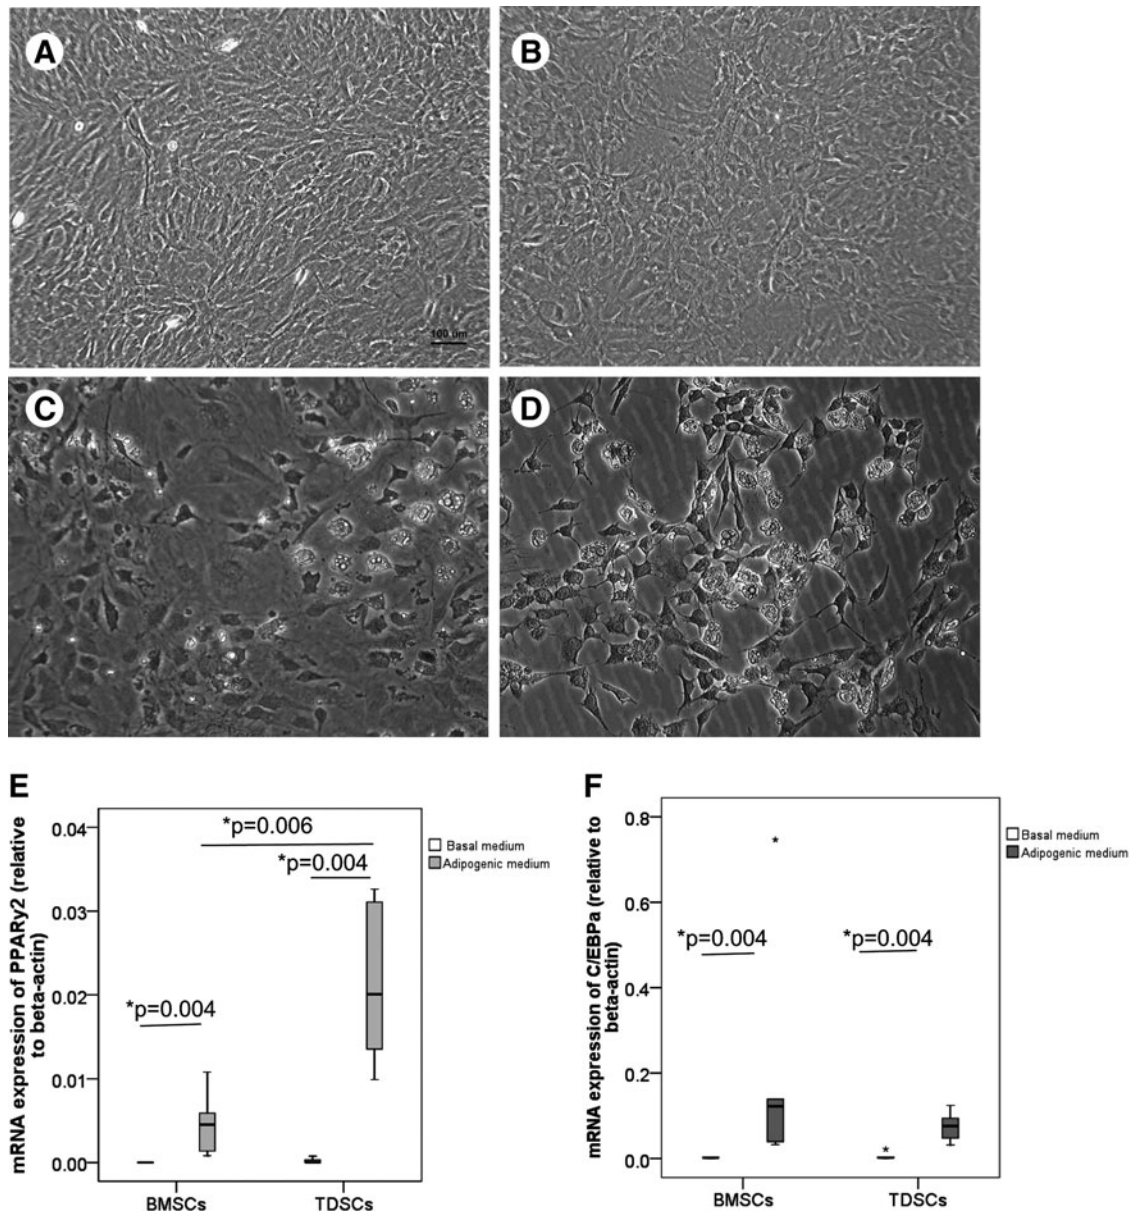 A
B
100 um
C
D
E
mRNA expression of PPARy2 (relative
to beta-actin)
0.04
0.03
0.02
0.01
0.00
*p=0.006
*p=0.004
*p=0.004
Basal medium
Adipogenic medium
BMSCs
TDSCs
F
mRNA expression of C/EBPa (relative to
beta-actin)
0.8
0.6
0.4
0.2
0.0
*
*p=0.004
*p=0.004
*
Basal medium
Adipogenic medium
BMSCs
TDSCs